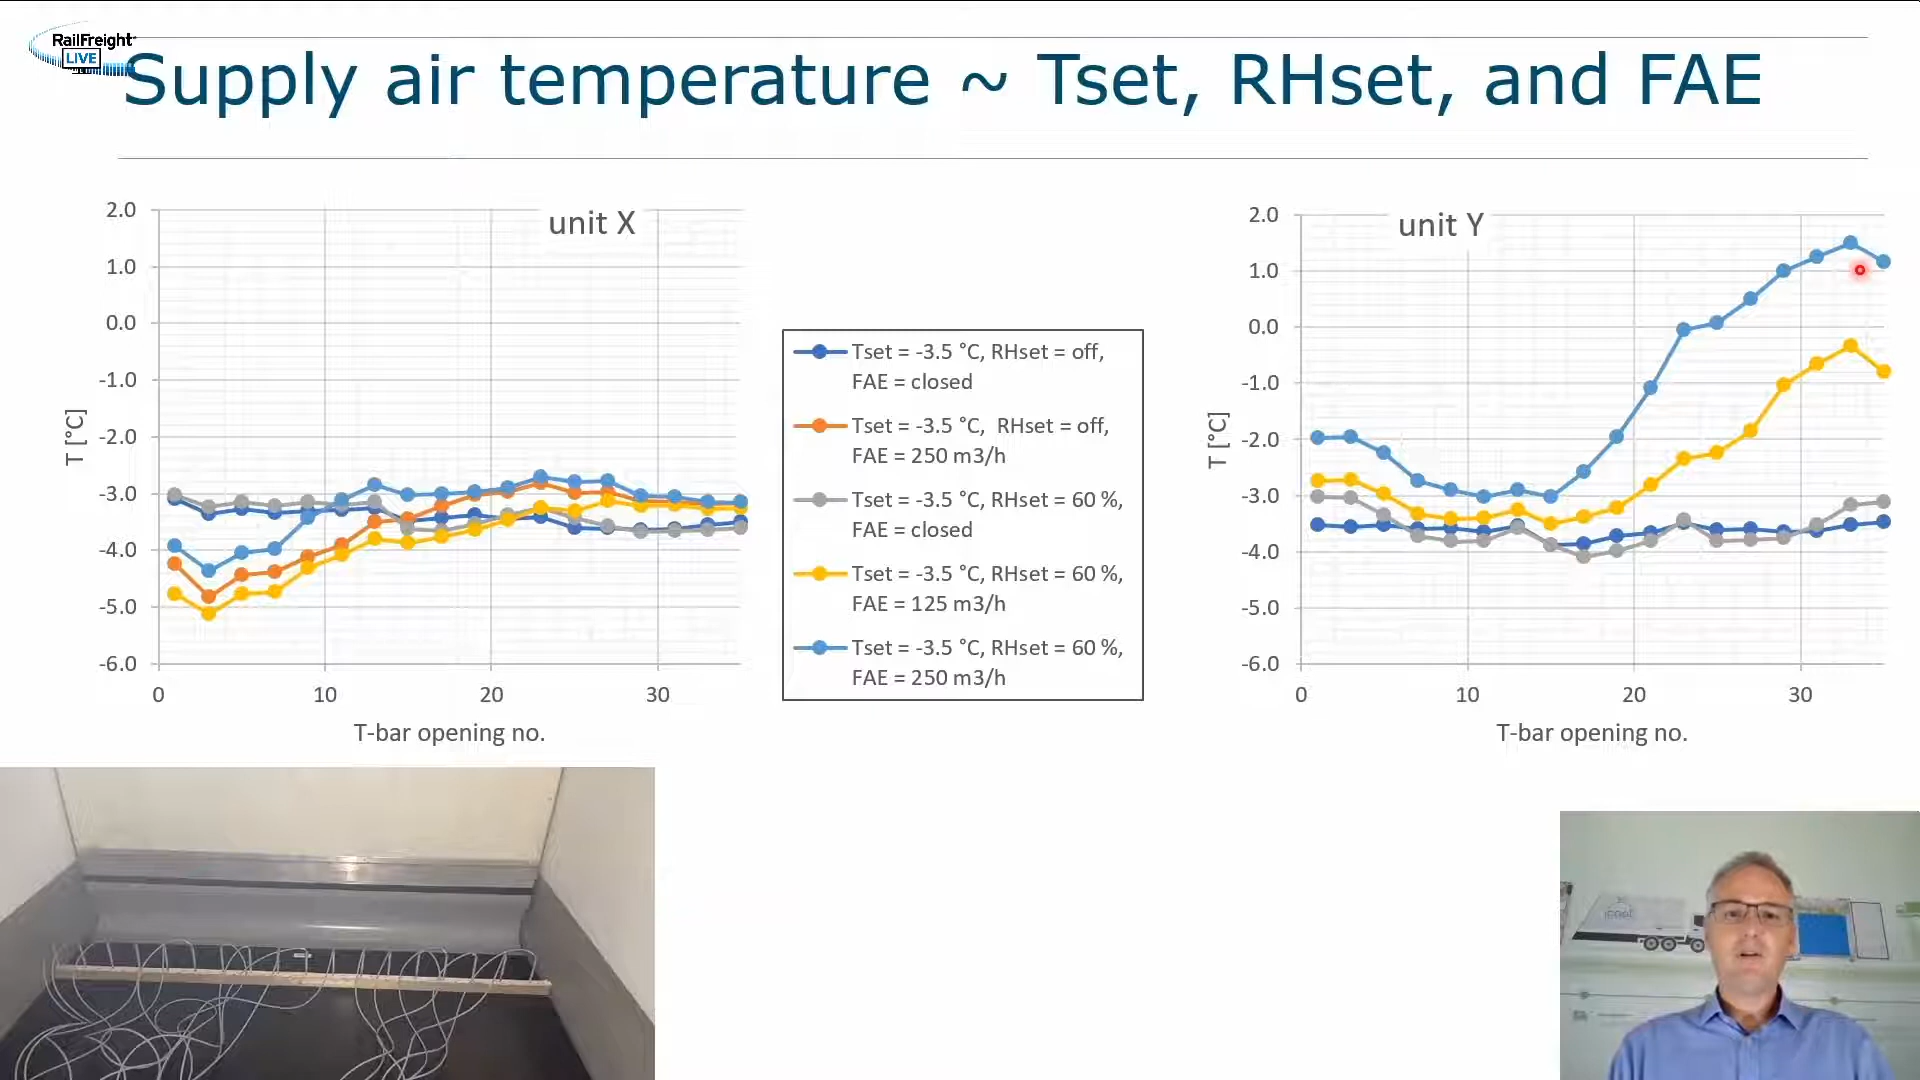 RailFreight
LIVE
Supply air temperature ~ Tset, RHset, and FAE
unit X
2.0
1.0
0.0
-1.0
-2.0
-3.0
-4.0
-5.0
-6.0
T [°C]
0
10
20
30
T-bar opening no.
Tset = -3.5 °C, RHset = off,
FAE = closed
Tset = -3.5 °C, RHset = off,
FAE = 250 m3/h
Tset = -3.5 °C, RHset = 60 %,
FAE = closed
Tset = -3.5 °C, RHset = 60 %,
FAE = 125 m3/h
Tset = -3.5 °C, RHset = 60 %,
FAE = 250 m3/h
unit Y
2.0
1.0
0.0
-1.0
-2.0
-3.0
-4.0
-5.0
-6.0
T [°C]
0
10
20
30
T-bar opening no.